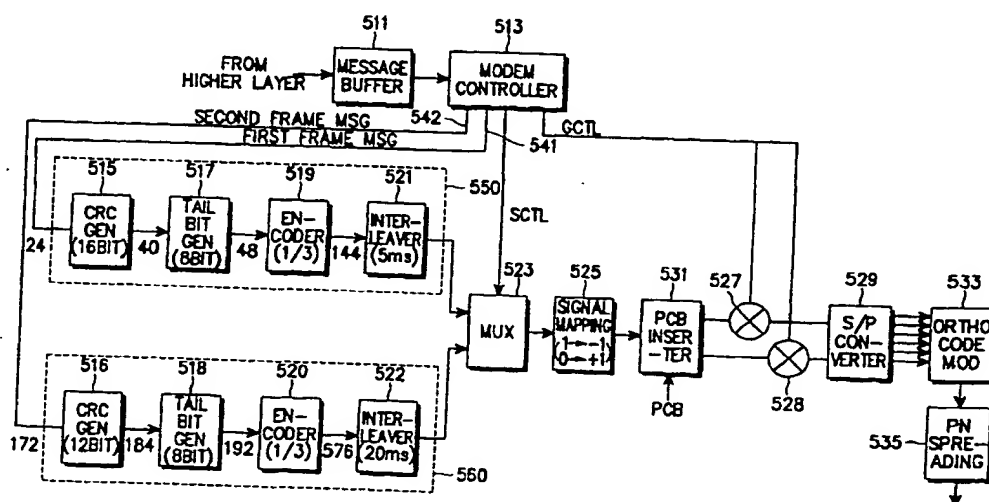 511
513
FROM
HIGHER LAYER
MESSAGE
BUFFER
MODEM
CONTROLLER
SECOND FRAME MSG
542
FIRST FRAME MSG
541
GCTL
515
517
519
521
550
CRC
GEN
(16BIT)
TAIL
BIT
GEN
(8BIT)
EN-
CODER
(1/3)
INTER-
LEAVER
(5ms)
24
40
48
144
SCTL
523
525
531
527
529
533
MUX
SIGNAL
MAPPING
(1→-1
0→+1)
PCB
INSER
-TER
S/P
CON-
VERTER
ORTHO
CODE
MOD
PCB
528
516
518
520
522
CRC
GEN
(12BIT)
TAIL
BIT
GEN
(8BIT)
EN-
CODER
(1/3)
INTER-
LEAVER
(20ms)
172
184
192
576
560
535
PN
SPRE-
ADING